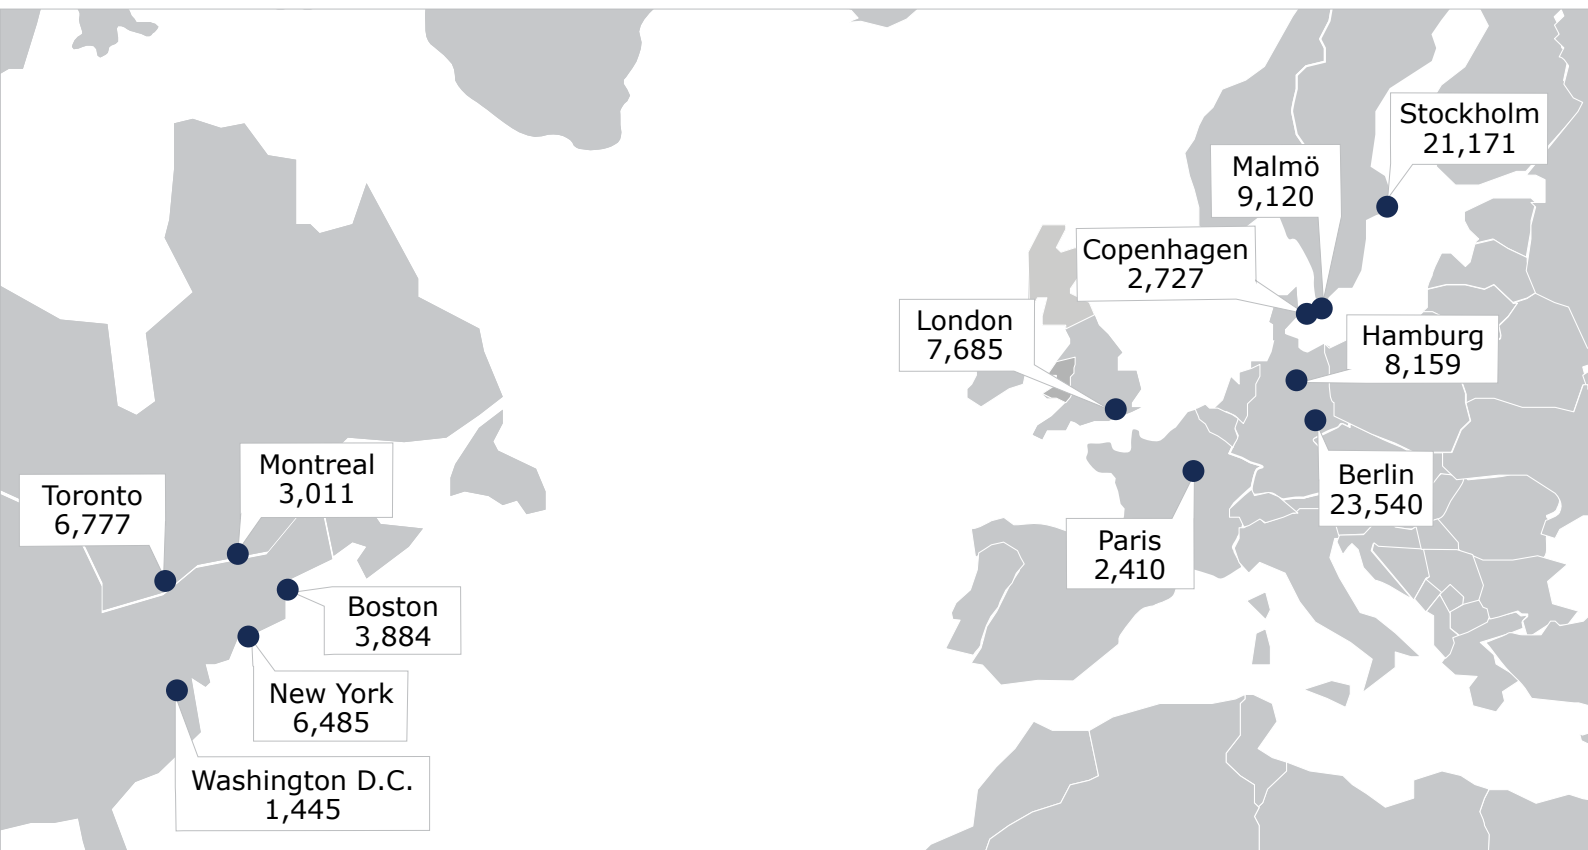 Stockholm
21,171
Malmö
9,120
Copenhagen
2,727
London
7,685
Hamburg
8,159
Berlin
23,540
Paris
2,410
Montreal
3,011
Toronto
6,777
Boston
3,884
New York
6,485
Washington D.C.
1,445